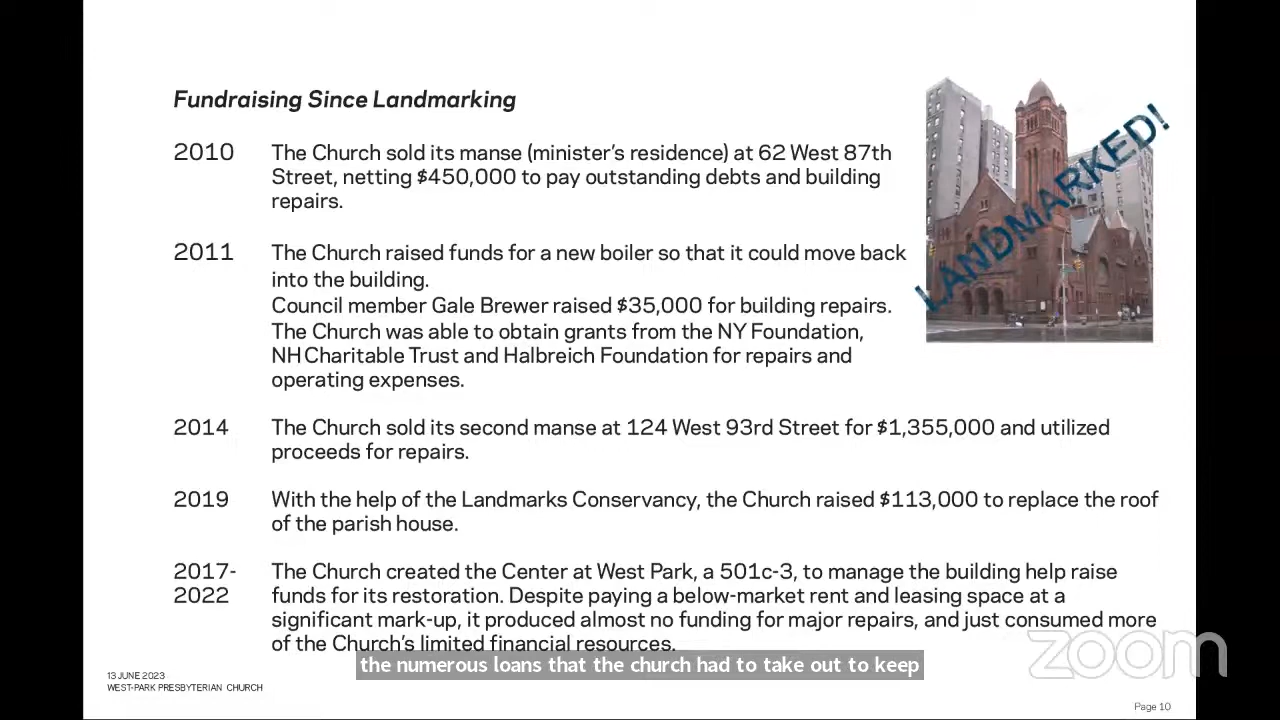 Fundraising Since Landmarking
LANDMARKED!
2010 The Church sold its manse (minister's residence) at 62 West 87th
Street, netting $450,000 to pay outstanding debts and building
repairs.
2011 The Church raised funds for a new boiler so that it could move back
into the building.
Council member Gale Brewer raised $35,000 for building repairs.
The Church was able to obtain grants from the NY Foundation,
NH Charitable Trust and Halbreich Foundation for repairs and
operating expenses.
2014 The Church sold its second manse at 124 West 93rd Street for $1,355,000 and utilized
proceeds for repairs.
2019 With the help of the Landmarks Conservancy, the Church raised $113,000 to replace the roof
of the parish house.
2017- The Church created the Center at West Park, a 501c-3, to manage the building help raise
2022 funds for its restoration. Despite paying a below-market rent and leasing space at a
significant mark-up, it produced almost no funding for major repairs, and just consumed more
of the Church's limited financial resources.
the numerous loans that the church had to take out to keep
zoom
13 JUNE 2023
WEST-PARK PRESBYTERIAN CHURCH
Page 10